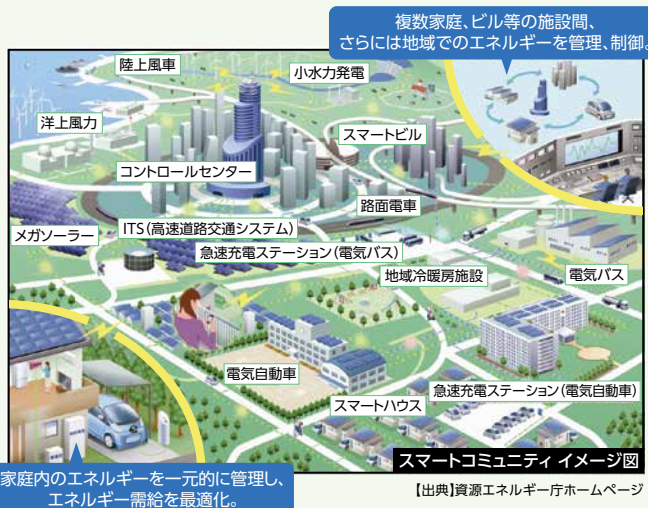 複数家庭、ビル等の施設間、
さらには地域でのエネルギーを管理、制御。
陸上風車
小水力発電
洋上風力
スマートビル
コントロールセンター
路面電車
メガソーラー
ITS(高速道路交通システム)
急速充電ステーション(電気バス)
地域冷暖房施設
電気バス
電気自動車
急速充電ステーション(電気自動車)
スマートハウス
スマートコミュニティ イメージ図
家庭内のエネルギーを一元的に管理し、
エネルギー需給を最適化。
【出典】資源エネルギー庁ホームページ